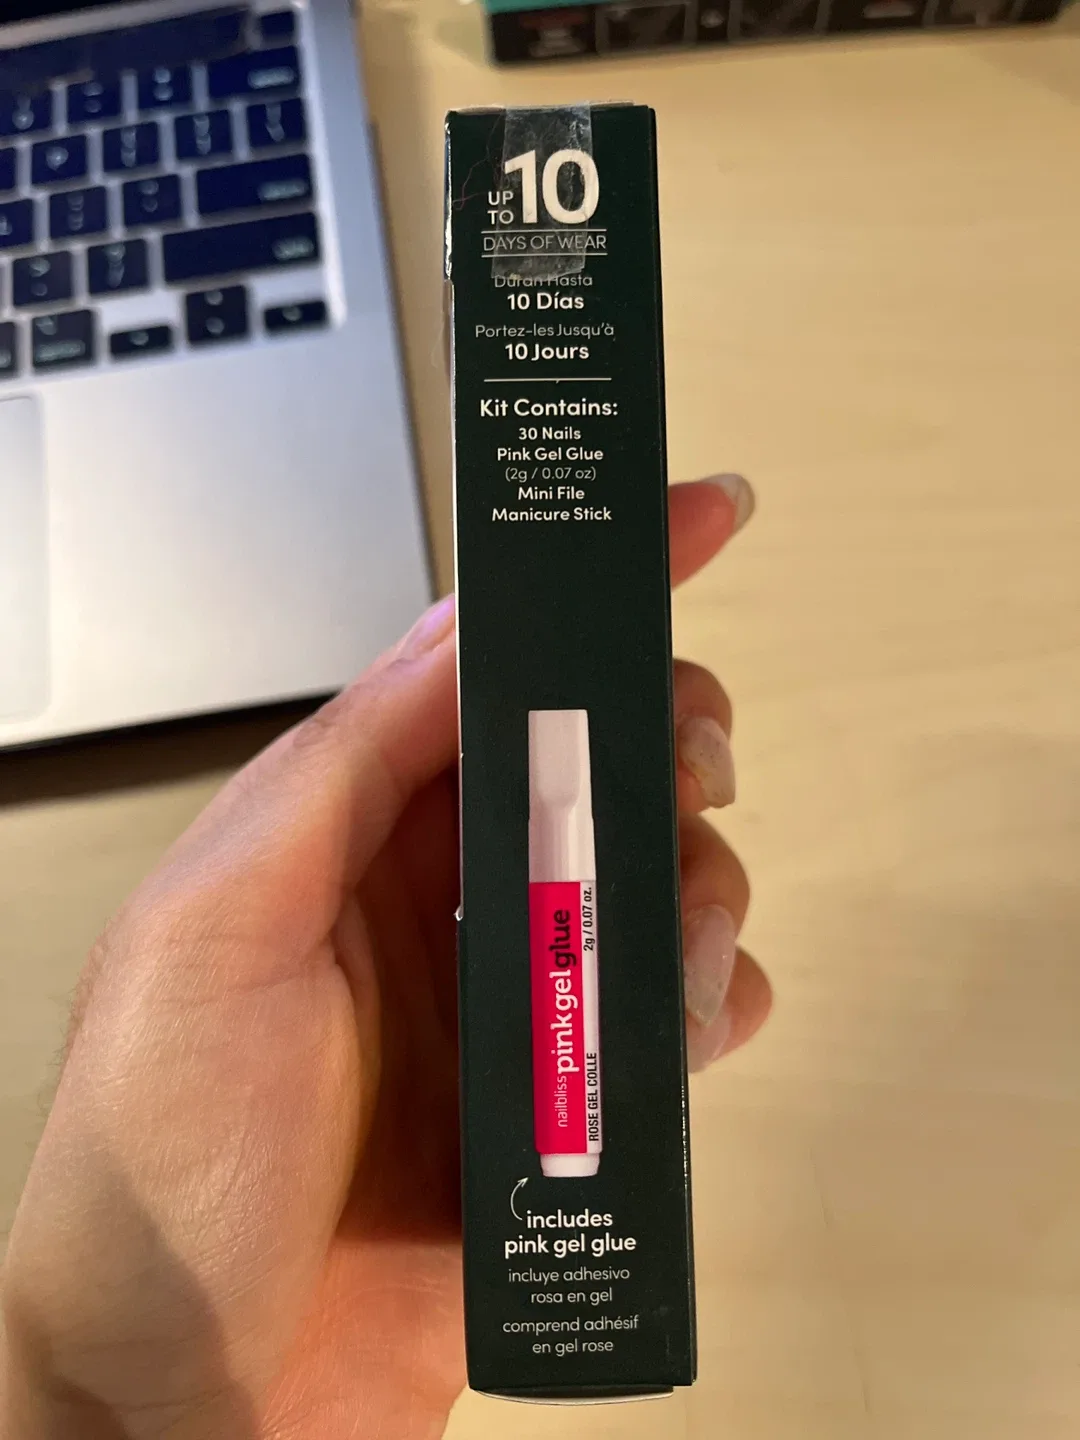 UP TO 10
DAYS OF WEAR
Duran Hasta
10 Días
Portez-les Jusqu'à
10 Jours
Kit Contains:
30 Nails
Pink Gel Glue
(2g / 0.07 oz)
Mini File
Manicure Stick
nailbliss pinkgelglue
2g / 0.07 oz.
ROSE GEL COLLE
includes
pink gel glue
incluye adhesivo
rosa en gel
comprend adhésif
en gel rose